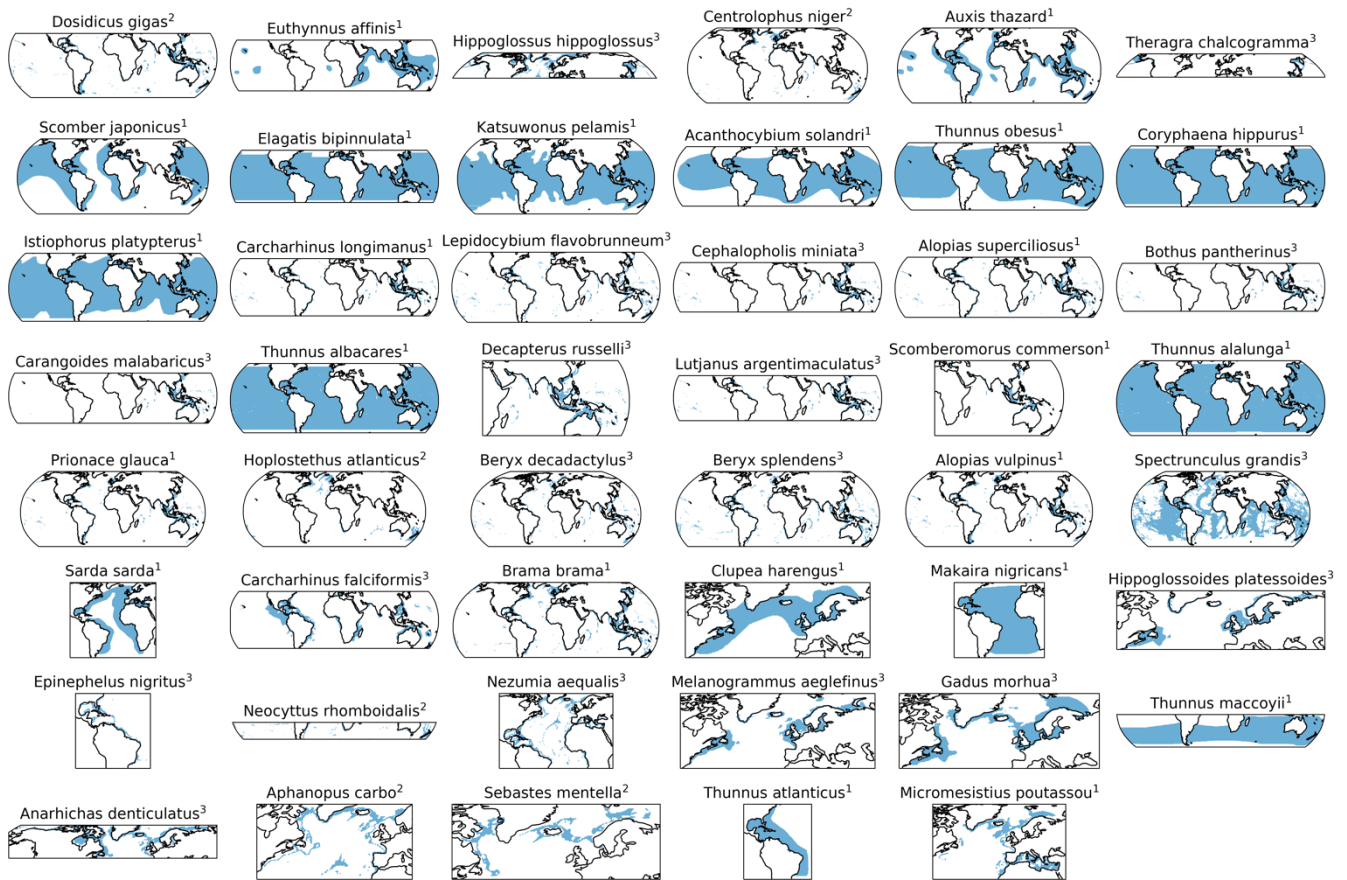 Dosidicus gigas²
Euthynnus affinis¹
Hippoglossus hippoglossus³
Centrolophus niger²
Auxis thazard¹
Theragra chalcogramma³
Scomber japonicus¹
Elagatis bipinnulata¹
Katsuwonus pelamis¹
Acanthocybium solandri¹
Thunnus obesus¹
Coryphaena hippurus¹
Istiophorus platypterus¹
Carcharhinus longimanus¹
Lepidocybium flavobrunneum³
Cephalopholis miniata³
Alopias superciliosus¹
Bothus pantherinus³
Carangoides malabaricus³
Thunnus albacares¹
Decapterus russelli³
Lutjanus argentimaculatus³
Scomberomorus commerson¹
Thunnus alalunga¹
Prionace glauca¹
Hoplostethus atlanticus²
Beryx decadactylus³
Beryx splendens³
Alopias vulpinus¹
Spectrunculus grandis³
Sarda sarda¹
Carcharhinus falciformis³
Brama brama¹
Clupea harengus¹
Makaira nigricans¹
Hippoglossoides platessoides³
Epinephelus nigritus³
Neocyttus rhomboidalis²
Nezumia aequalis³
Melanogrammus aeglefinus³
Gadus morhua³
Thunnus maccoyii¹
Anarhichas denticulatus³
Aphanopus carbo²
Sebastes mentella²
Thunnus atlanticus¹
Micromesistius poutassou¹